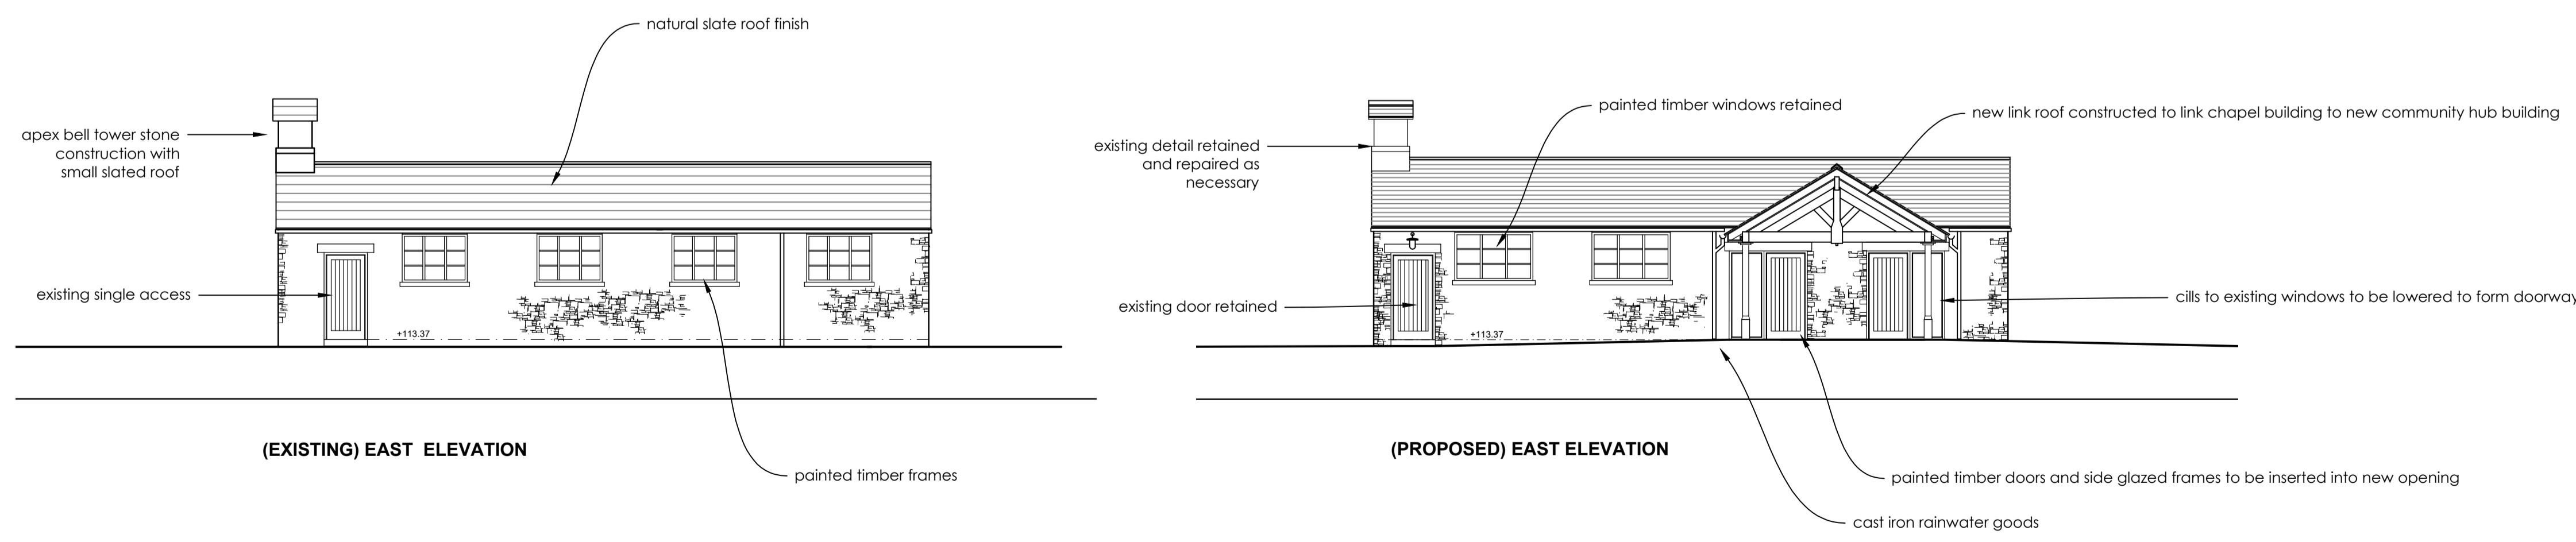 natural slate roof finish
apex bell tower stone
construction with
small slated roof
existing single access
+113.37
(EXISTING) EAST ELEVATION
painted timber frames
painted timber windows retained
new link roof constructed to link chapel building to new community hub building
existing detail retained
and repaired as
necessary
existing door retained
cills to existing windows to be lowered to form doorway
+113.37
(PROPOSED) EAST ELEVATION
painted timber doors and side glazed frames to be inserted into new opening
cast iron rainwater goods